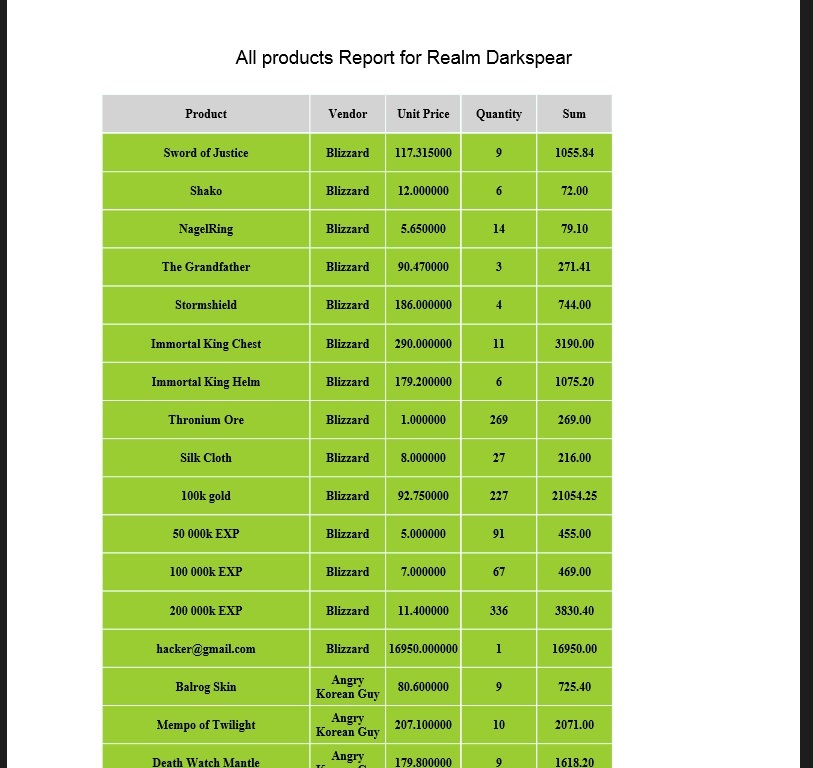 All products Report for Realm Darkspear
Product Vendor Unit Price Quantity Sum
Sword of Justice Blizzard 117.315000 9 1055.84
Shako Blizzard 12.000000 6 72.00
NagelRing Blizzard 5.650000 14 79.10
The Grandfather Blizzard 90.470000 3 271.41
Stormshield Blizzard 186.000000 4 744.00
Immortal King Chest Blizzard 290.000000 11 3190.00
Immortal King Helm Blizzard 179.200000 6 1075.20
Thronium Ore Blizzard 1.000000 269 269.00
Silk Cloth Blizzard 8.000000 27 216.00
100k gold Blizzard 92.750000 227 21054.25
50 000k EXP Blizzard 5.000000 91 455.00
100 000k EXP Blizzard 7.000000 67 469.00
200 000k EXP Blizzard 11.400000 336 3830.40
hacker@gmail.com Blizzard 16950.000000 1 16950.00
Balrog Skin Angry Korean Guy 80.600000 9 725.40
Mempo of Twilight Angry Korean Guy 207.100000 10 2071.00
Death Watch Mantle Angry 179.800000 9 1618.20